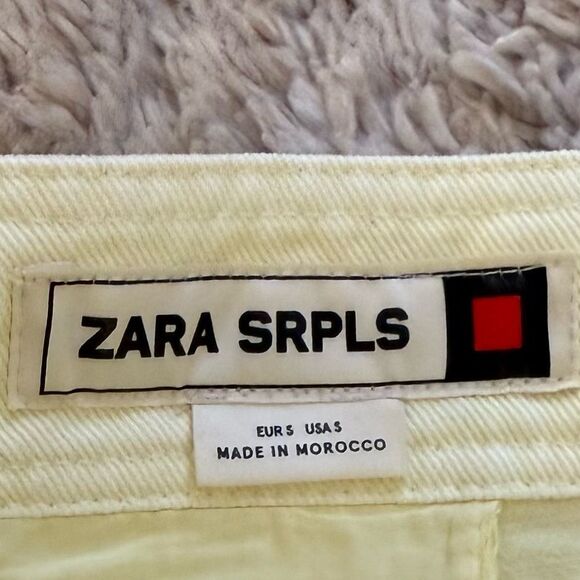 ZARA SRPLS
EUR S USA S
MADE IN MOROCCO